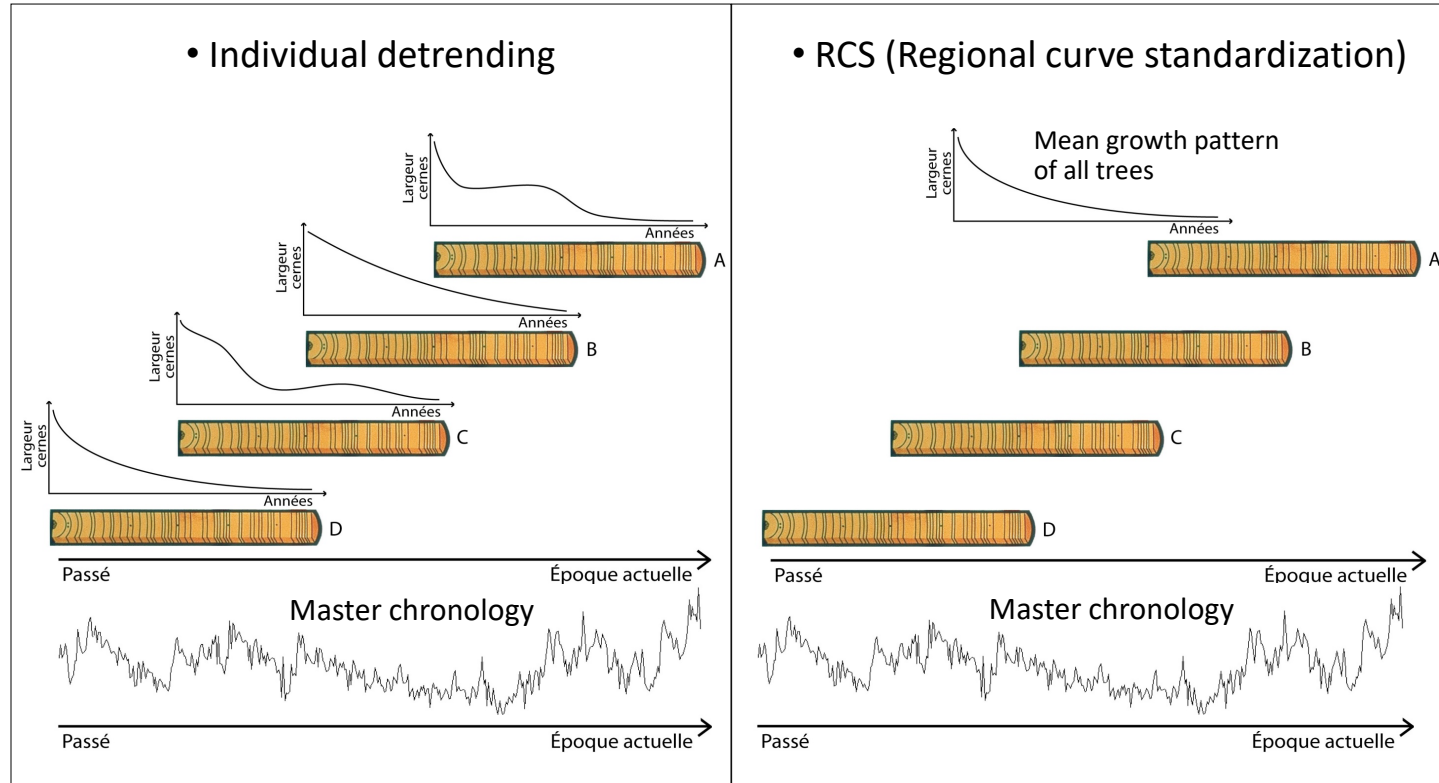 • Individual detrending
Largeur
cernes
Années
A
Largeur
cernes
Années
B
Largeur
cernes
Années
C
Largeur
cernes
Années
D
Passé
Époque actuelle
Master chronology
Passé
Époque actuelle
• RCS (Regional curve standardization)
Mean growth pattern
of all trees
Largeur
cernes
Années
A
B
C
D
Passé
Époque actuelle
Master chronology
Passé
Époque actuelle